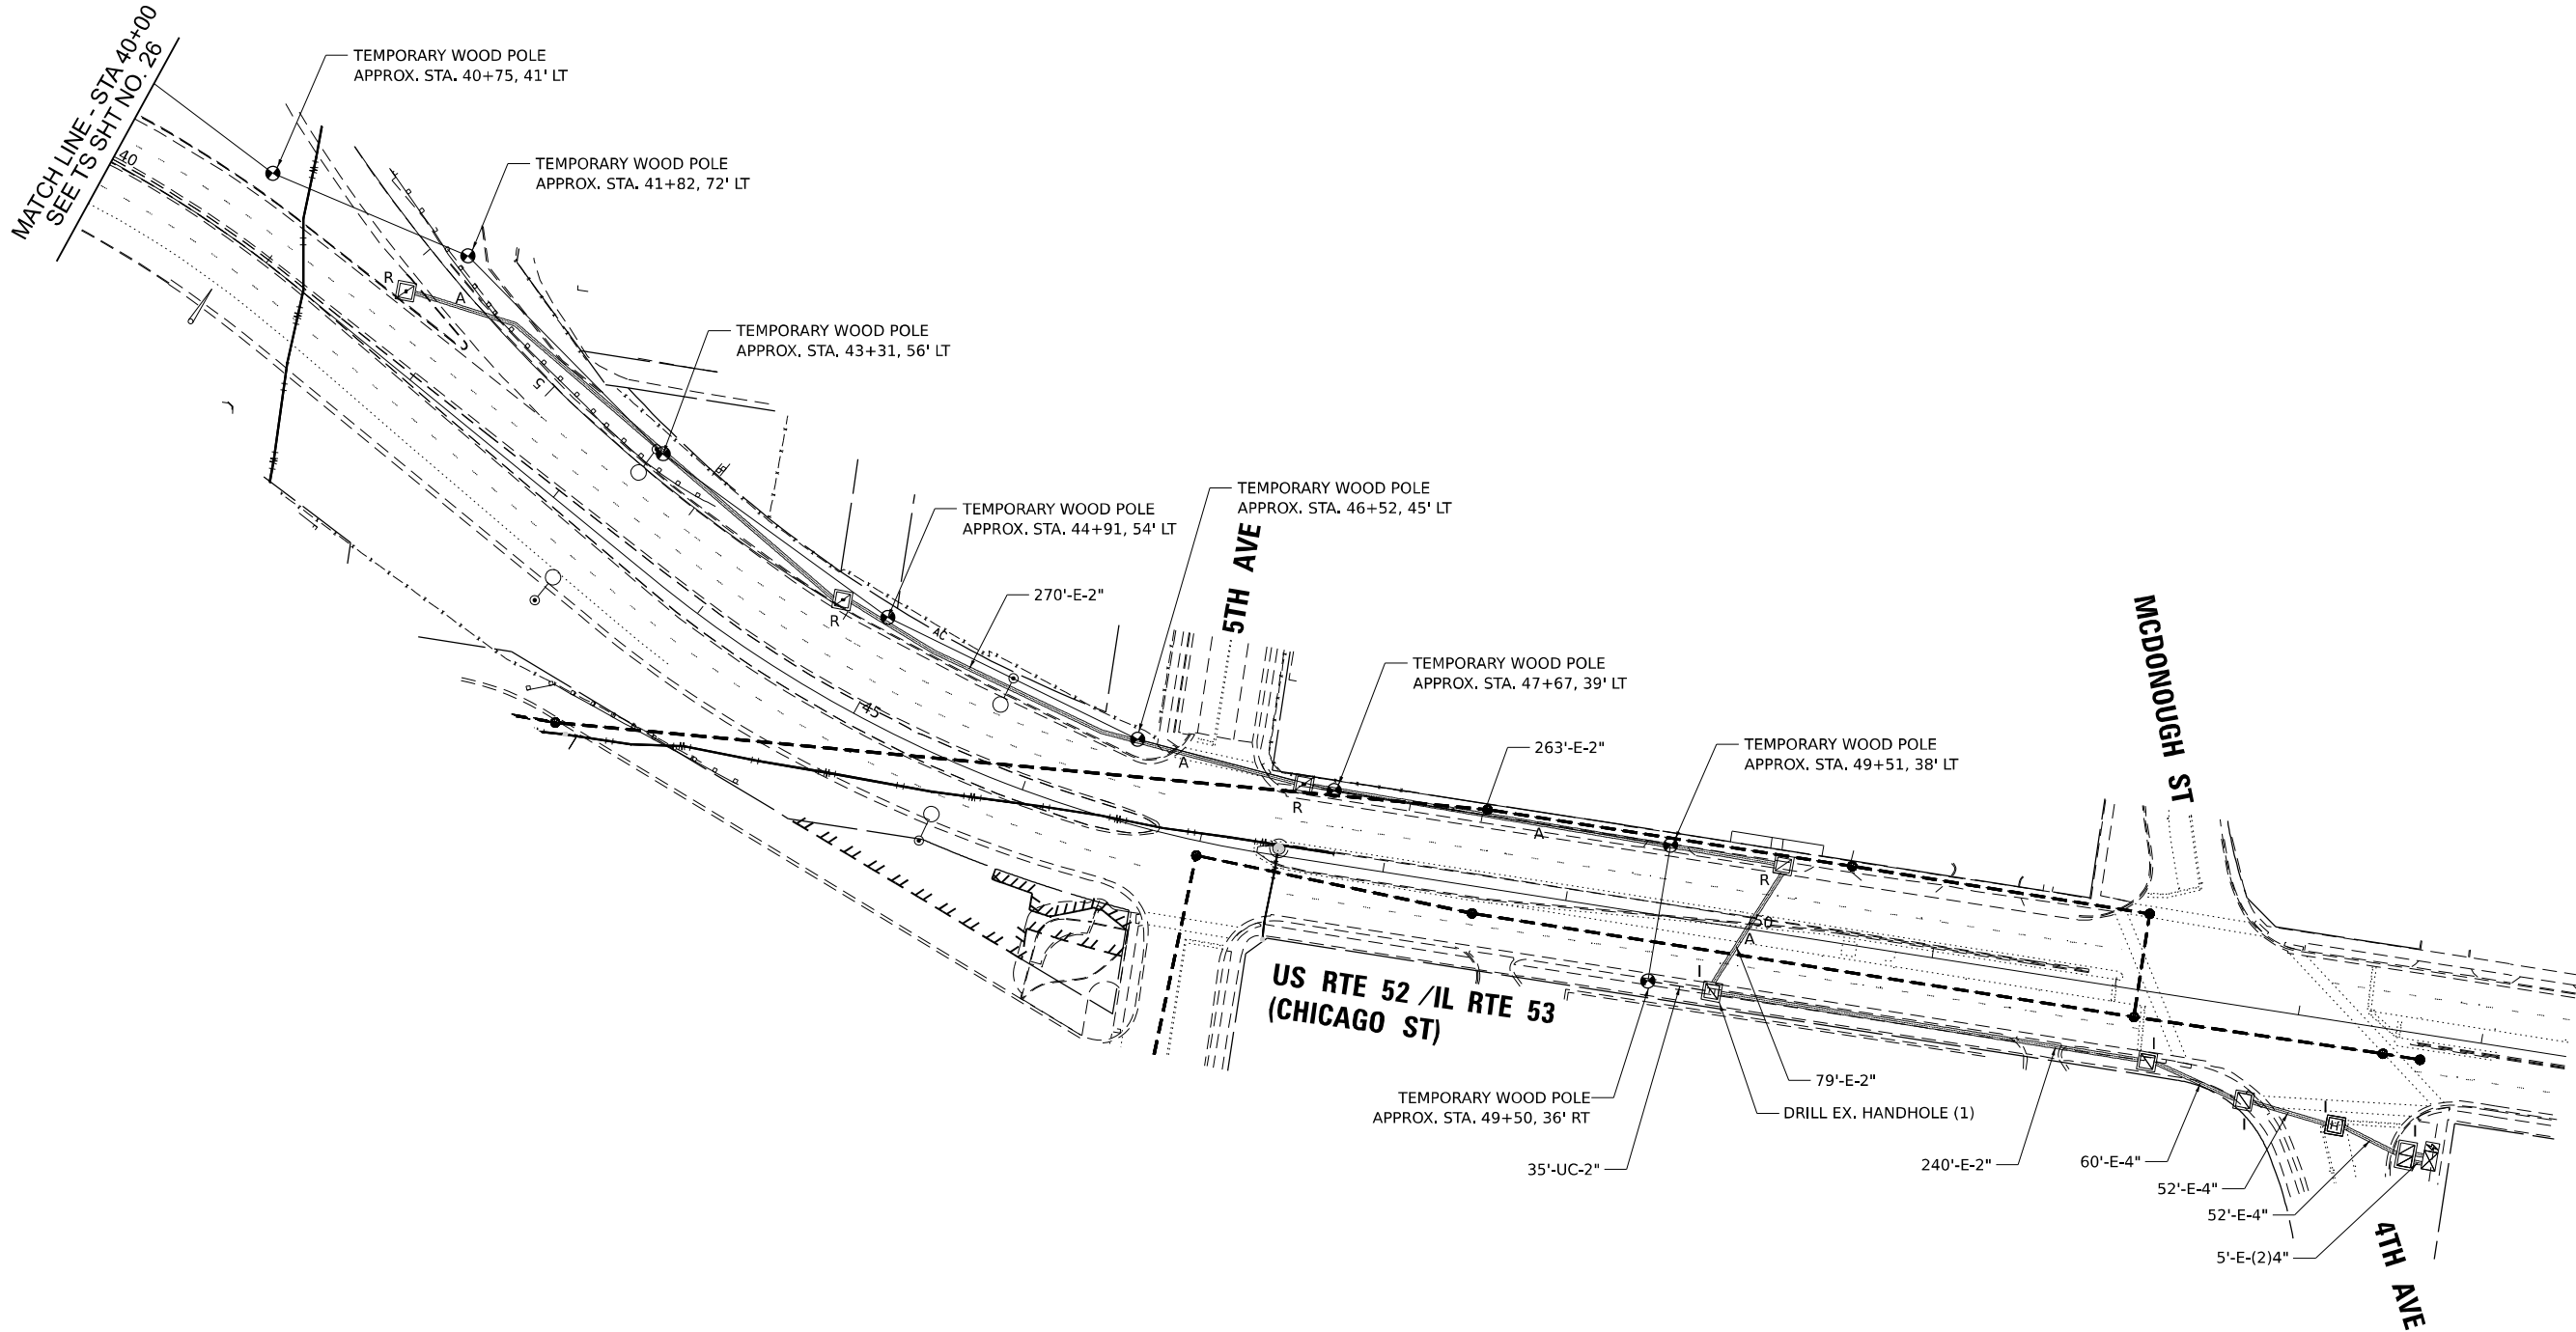 MATCH LINE - STA 40+00
SEE TS SHT NO. 26
40
TEMPORARY WOOD POLE
APPROX. STA. 40+75, 41' LT
TEMPORARY WOOD POLE
APPROX. STA. 41+82, 72' LT
R
A
TEMPORARY WOOD POLE
APPROX. STA. 43+31, 56' LT
5
TEMPORARY WOOD POLE
APPROX. STA. 44+91, 54' LT
R
270'-E-2"
TEMPORARY WOOD POLE
APPROX. STA. 46+52, 45' LT
5TH AVE
45
A
TEMPORARY WOOD POLE
APPROX. STA. 47+67, 39' LT
R
263'-E-2"
A
TEMPORARY WOOD POLE
APPROX. STA. 49+51, 38' LT
R
50
A
I
MCDONOUGH ST
US RTE 52 /IL RTE 53
(CHICAGO ST)
TEMPORARY WOOD POLE
APPROX. STA. 49+50, 36' RT
35'-UC-2"
79'-E-2"
DRILL EX. HANDHOLE (1)
240'-E-2"
I
60'-E-4"
I
52'-E-4"
I
H
52'-E-4"
I
5'-E-(2)4"
4TH AVE